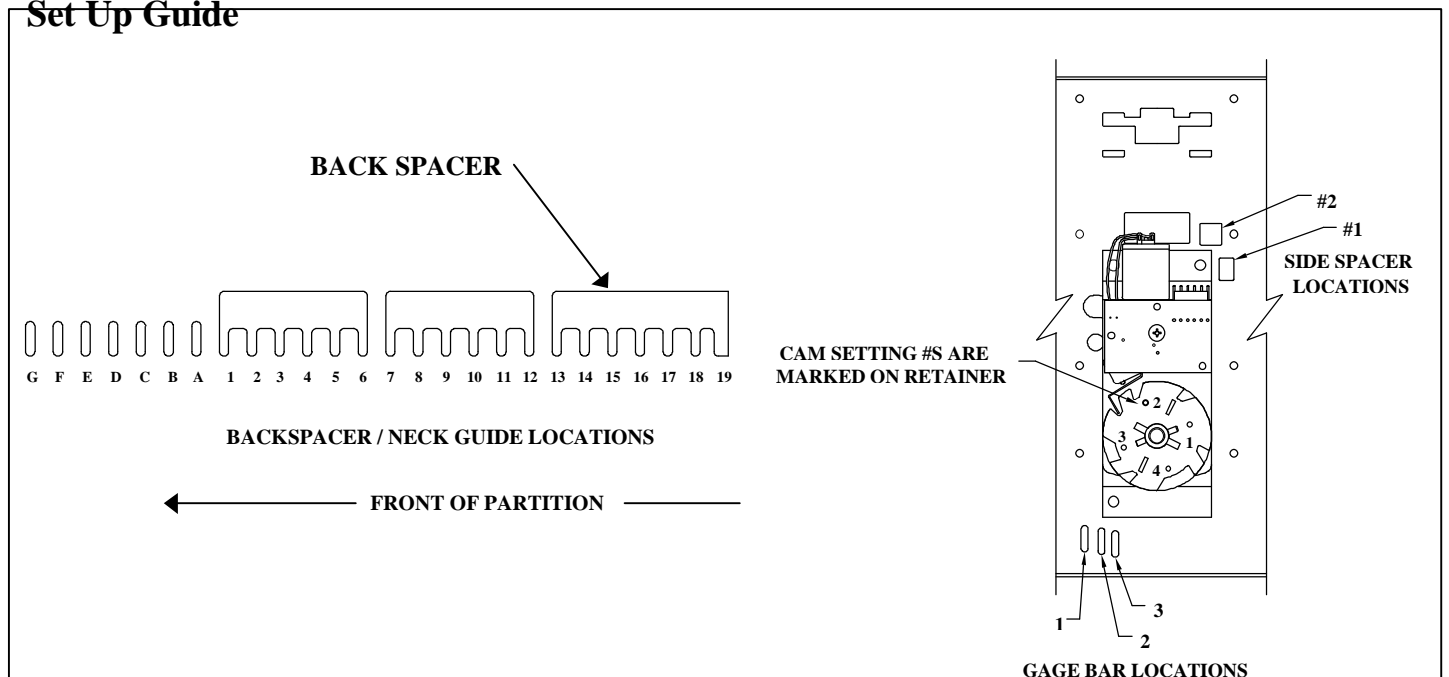 Set Up Guide
BACK SPACER
G F E D C B A 1 2 3 4 5 6 7 8 9 10 11 12 13 14 15 16 17 18 19
BACKSPACER / NECK GUIDE LOCATIONS
FRONT OF PARTITION
#2
#1
SIDE SPACER
LOCATIONS
CAM SETTING #S ARE
MARKED ON RETAINER
2
3
1
4
1
2
3
GAGE BAR LOCATIONS